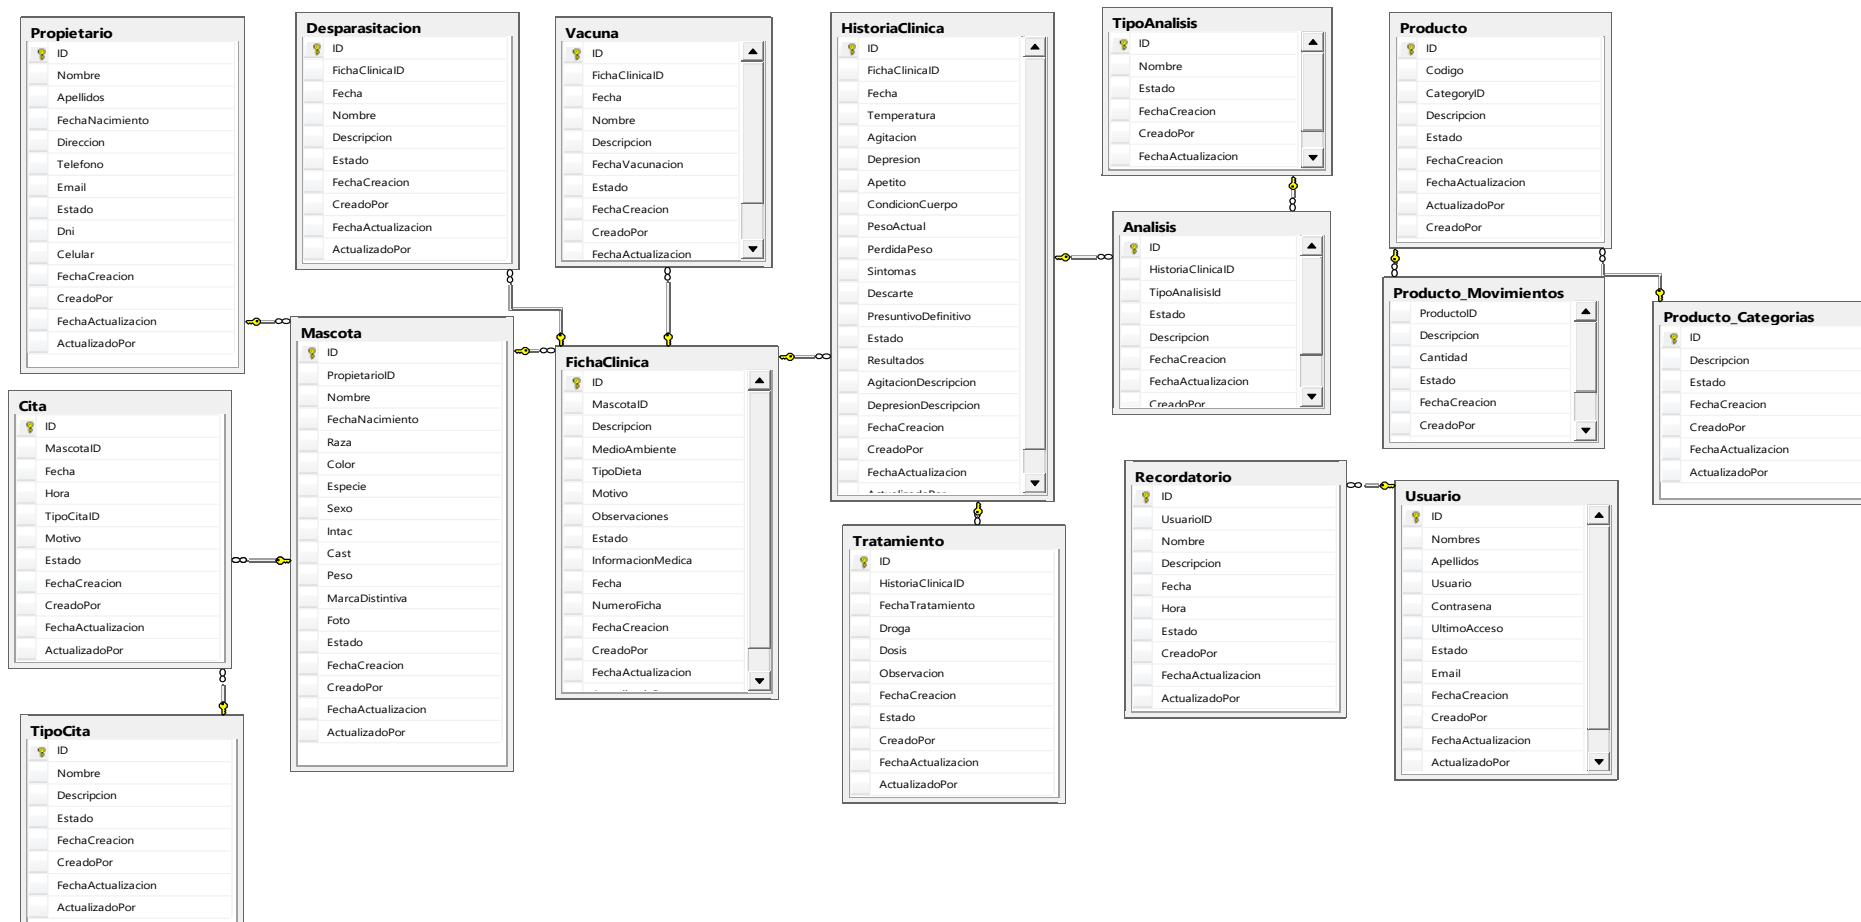 Propietario
ID
Nombre
Apellidos
FechaNacimiento
Direccion
Telefono
Email
Estado
Dni
Celular
FechaCreacion
CreadoPor
FechaActualizacion
ActualizadoPor
Desparasitacion
ID
FichaClinicaID
Fecha
Nombre
Descripcion
Estado
FechaCreacion
CreadoPor
FechaActualizacion
ActualizadoPor
Vacuna
ID
FichaClinicaID
Fecha
Nombre
Descripcion
FechaVacunacion
Estado
FechaCreacion
CreadoPor
FechaActualizacion
HistoriaClinica
ID
FichaClinicaID
Fecha
Temperatura
Agitacion
Depresion
Apetito
CondicionCuerpo
PesoActual
PerdidaPeso
Sintomas
Descarte
PresuntivoDefinitivo
Estado
Resultados
AgitacionDescripcion
DepresionDescripcion
FechaCreacion
CreadoPor
FechaActualizacion
TipoAnalisis
ID
Nombre
Estado
FechaCreacion
CreadoPor
FechaActualizacion
Producto
ID
Codigo
CategoryID
Descripcion
Estado
FechaCreacion
FechaActualizacion
ActualizadoPor
CreadoPor
Analisis
ID
HistoriaClinicaID
TipoAnalisisId
Estado
Descripcion
FechaCreacion
FechaActualizacion
CreadoPor
Producto_Movimientos
ProductoID
Descripcion
Cantidad
Estado
FechaCreacion
CreadoPor
Producto_Categorias
ID
Descripcion
Estado
FechaCreacion
CreadoPor
FechaActualizacion
ActualizadoPor
Mascota
ID
PropietarioID
Nombre
FechaNacimiento
Raza
Color
Especie
Sexo
Intac
Cast
Peso
MarcaDistintiva
Foto
Estado
FechaCreacion
CreadoPor
FechaActualizacion
ActualizadoPor
FichaClinica
ID
MascotaID
Descripcion
MedioAmbiente
TipoDieta
Motivo
Observaciones
Estado
InformacionMedica
Fecha
NumeroFicha
FechaCreacion
CreadoPor
FechaActualizacion
Cita
ID
MascotaID
Fecha
Hora
TipoCitaID
Motivo
Estado
FechaCreacion
CreadoPor
FechaActualizacion
ActualizadoPor
Recordatorio
ID
UsuarioID
Nombre
Descripcion
Fecha
Hora
Estado
CreadoPor
FechaActualizacion
ActualizadoPor
Usuario
ID
Nombres
Apellidos
Usuario
Contrasena
UltimoAcceso
Estado
Email
FechaCreacion
CreadoPor
FechaActualizacion
ActualizadoPor
Tratamiento
ID
HistoriaClinicaID
FechaTratamiento
Droga
Dosis
Observacion
FechaCreacion
Estado
CreadoPor
FechaActualizacion
ActualizadoPor
TipoCita
ID
Nombre
Descripcion
Estado
FechaCreacion
CreadoPor
FechaActualizacion
ActualizadoPor